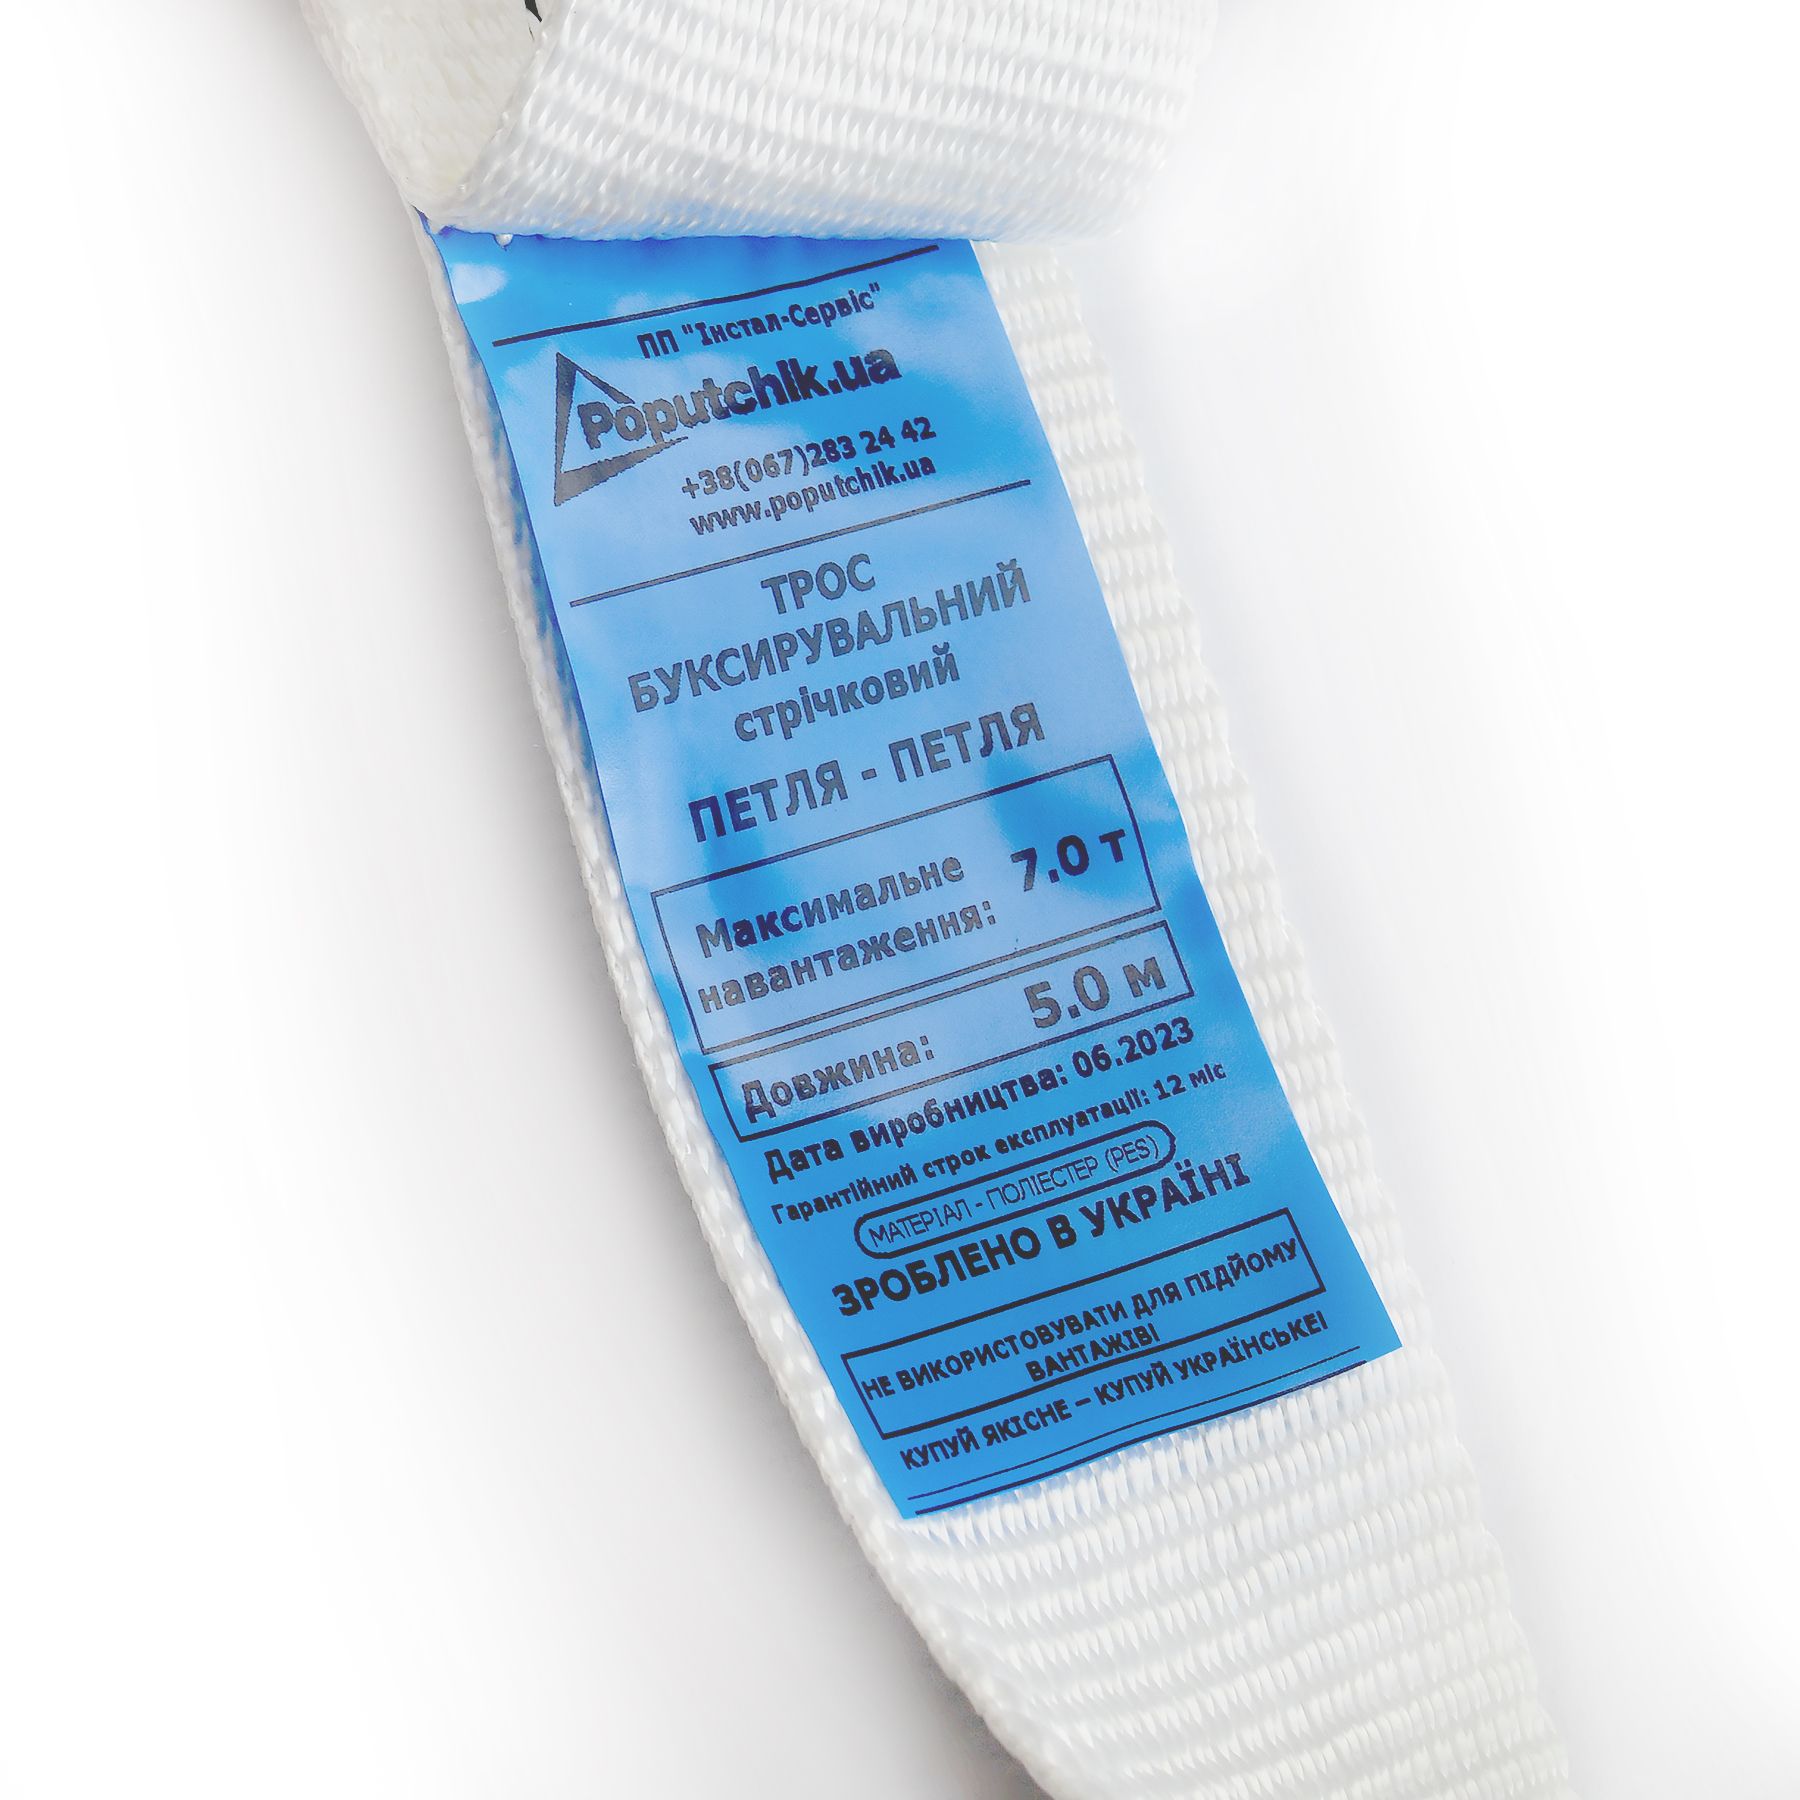 ПП "Інстал-Сервіс"
Poputchik.ua
+38(067)283 24 42
www.poputchik.ua
ТРОС
БУКСИРУВАЛЬНИЙ
стрічковий
ПЕТЛЯ - ПЕТЛЯ
Максимальне
навантаження: 7.0 т
Довжина: 5.0 м
Дата виробництва: 06.2023
Гарантійний строк експлуатації: 12 міс
МАТЕРІАЛ - ПОЛІЕСТЕР (PES)
ЗРОБЛЕНО В УКРАЇНІ
НЕ ВИКОРИСТОВУВАТИ ДЛЯ ПІДЙОМУ
ВАНТАЖІВ!
КУПУЙ ЯКІСНЕ – КУПУЙ УКРАЇНСЬКЕ!